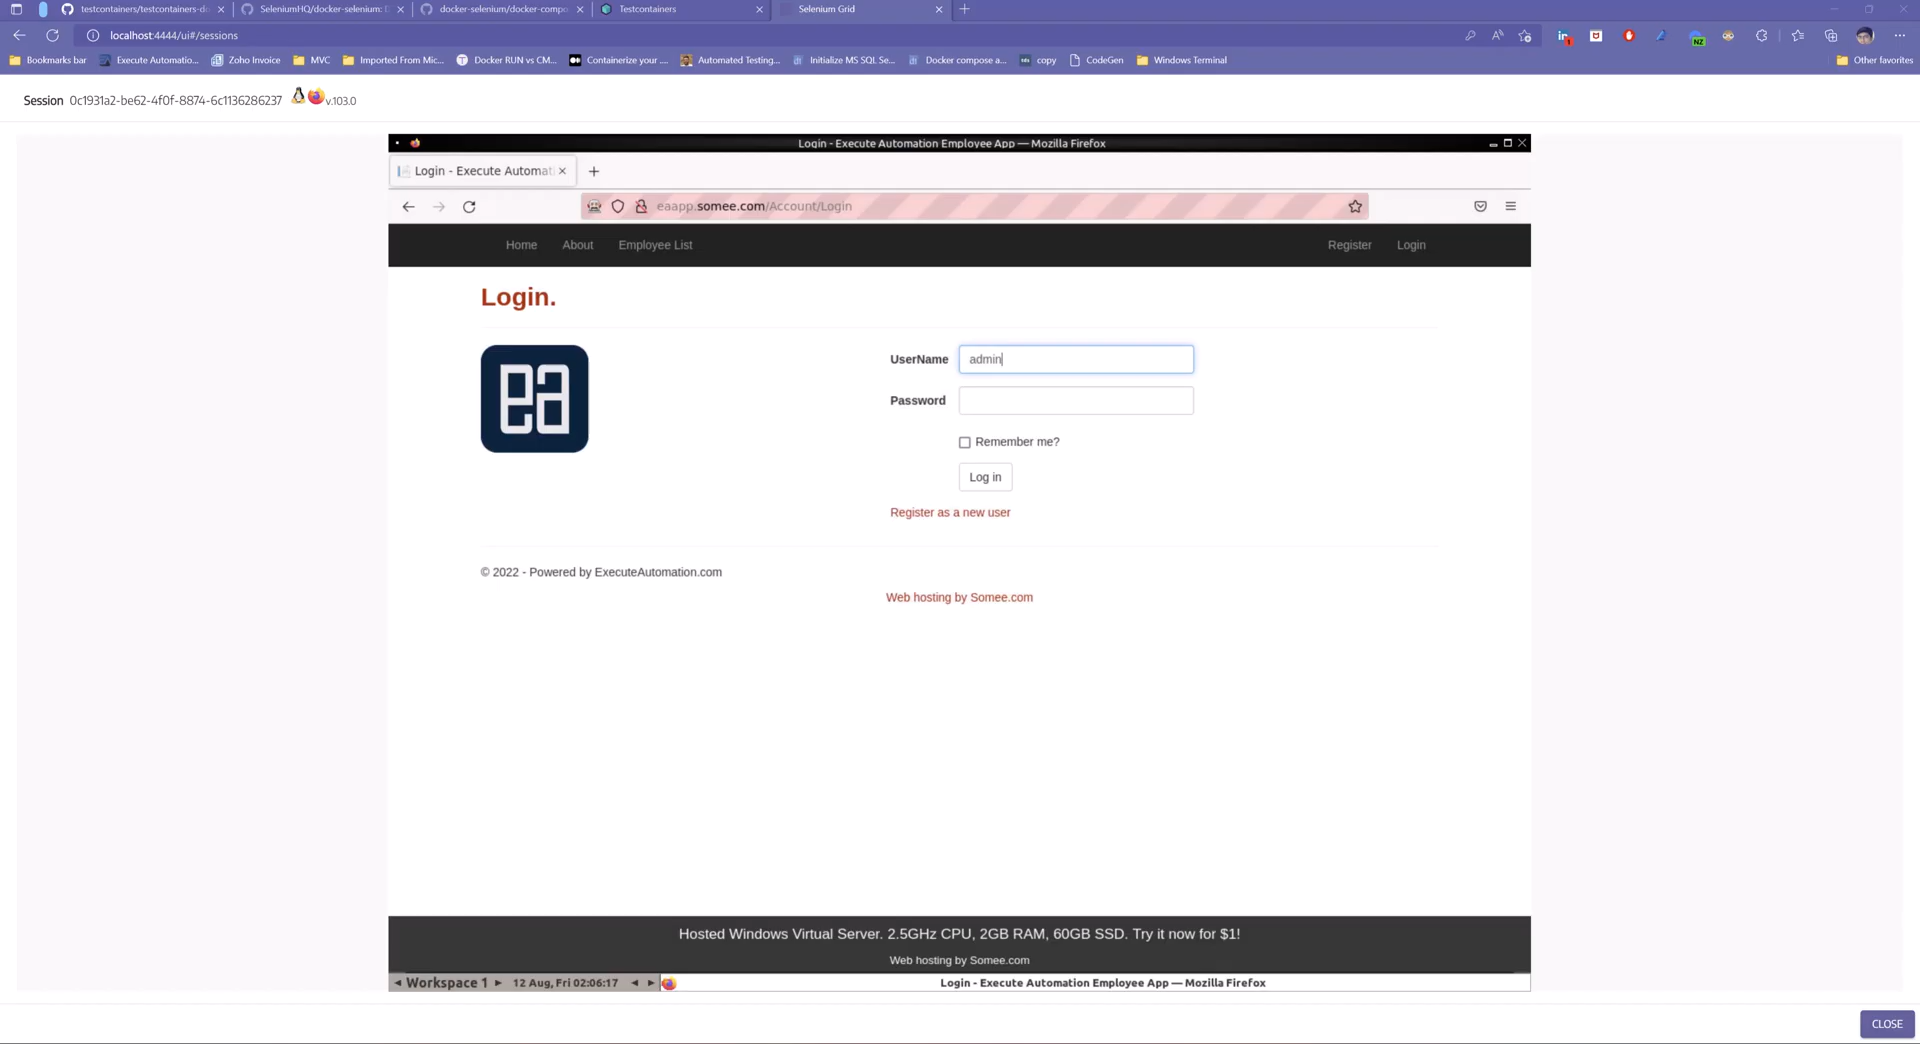 testcontainers/testcontainers-d
SeleniumHQ/docker-selenium:
docker-selenium/docker-comp
Testcontainers
Selenium Grid
localhost:4444/ui#/sessions
Bookmarks bar
Execute Automatio...
Zoho Invoice
MVC
Imported From Mic...
Docker RUN vs CM...
Containerize your ....
Automated Testing...
Initialize MS SQL Se...
Docker compose a...
copy
CodeGen
Windows Terminal
Other favorites
Session 0c1931a2-be62-4f0f-8874-6c1136286237 v.103.0
Login - Execute Automation Employee App — Mozilla Firefox
Login - Execute Automat
eaapp.somee.com/Account/Login
Home About Employee List Register Login
Login.
ea
UserName admin
Password
Remember me?
Log in
Register as a new user
© 2022 - Powered by ExecuteAutomation.com
Web hosting by Somee.com
Hosted Windows Virtual Server. 2.5GHz CPU, 2GB RAM, 60GB SSD. Try it now for $1!
Web hosting by Somee.com
Workspace 1 12 Aug, Fri 02:06:17 Login - Execute Automation Employee App — Mozilla Firefox
CLOSE